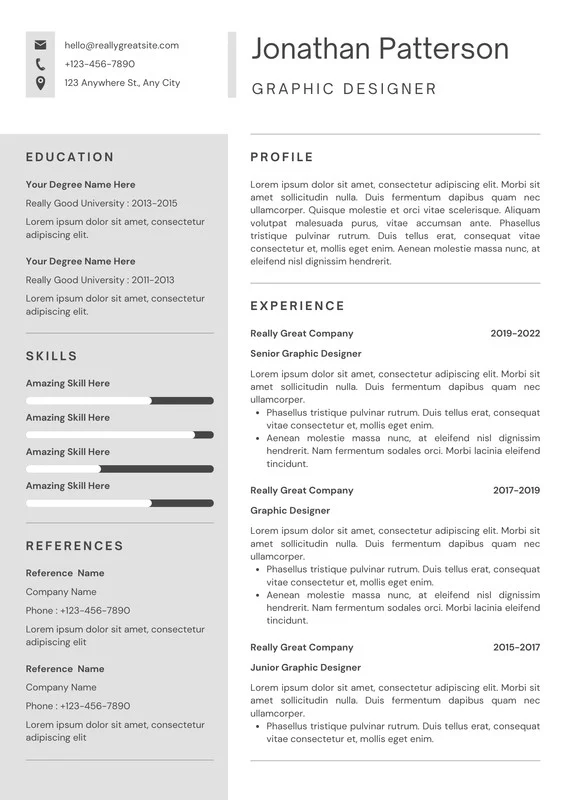 hello@reallygreatsite.com
+123-456-7890
123 Anywhere St., Any City
Jonathan Patterson
GRAPHIC DESIGNER
EDUCATION
Your Degree Name Here
Really Good University : 2013-2015
Lorem ipsum dolor sit amet, consectetur
adipiscing elit.
Your Degree Name Here
Really Good University : 2011-2013
Lorem ipsum dolor sit amet, consectetur
adipiscing elit.
SKILLS
Amazing Skill Here
Amazing Skill Here
Amazing Skill Here
Amazing Skill Here
REFERENCES
Reference Name
Company Name
Phone : +123-456-7890
Lorem ipsum dolor sit amet, consectetur
adipiscing elit
Reference Name
Company Name
Phone : +123-456-7890
Lorem ipsum dolor sit amet, consectetur
adipiscing elit
PROFILE
Lorem ipsum dolor sit amet, consectetur adipiscing elit. Morbi sit
amet sollicitudin nulla. Duis fermentum dapibus quam nec
ullamcorper. Quisque molestie et orci vitae scelerisque. Aliquam
volutpat malesuada purus, vitae accumsan ante. Phasellus
tristique pulvinar rutrum. Duis tellus erat, consequat vitae
consectetur et, mollis eget enim. Aenean molestie massa nunc, at
eleifend nisl dignissim hendrerit.
EXPERIENCE
Really Great Company 2019-2022
Senior Graphic Designer
Lorem ipsum dolor sit amet, consectetur adipiscing elit. Morbi sit
amet sollicitudin nulla. Duis fermentum dapibus quam nec
ullamcorper.
• Phasellus tristique pulvinar rutrum. Duis tellus erat, consequat
vitae consectetur et, mollis eget enim.
• Aenean molestie massa nunc, at eleifend nisl dignissim
hendrerit. Nam fermentum sodales orci. Morbi lacinia eleifend
tincidunt.
Really Great Company 2017-2019
Graphic Designer
Lorem ipsum dolor sit amet, consectetur adipiscing elit. Morbi sit
amet sollicitudin nulla. Duis fermentum dapibus quam nec
ullamcorper.
• Phasellus tristique pulvinar rutrum. Duis tellus erat, consequat
vitae consectetur et, mollis eget enim.
• Aenean molestie massa nunc, at eleifend nisl dignissim
hendrerit. Nam fermentum sodales orci. Morbi lacinia eleifend
tincidunt.
Really Great Company 2015-2017
Junior Graphic Designer
Lorem ipsum dolor sit amet, consectetur adipiscing elit. Morbi sit
amet sollicitudin nulla. Duis fermentum dapibus quam nec
ullamcorper.
• Phasellus tristique pulvinar rutrum. Duis tellus erat, consequat
vitae consectetur et, mollis eget enim.